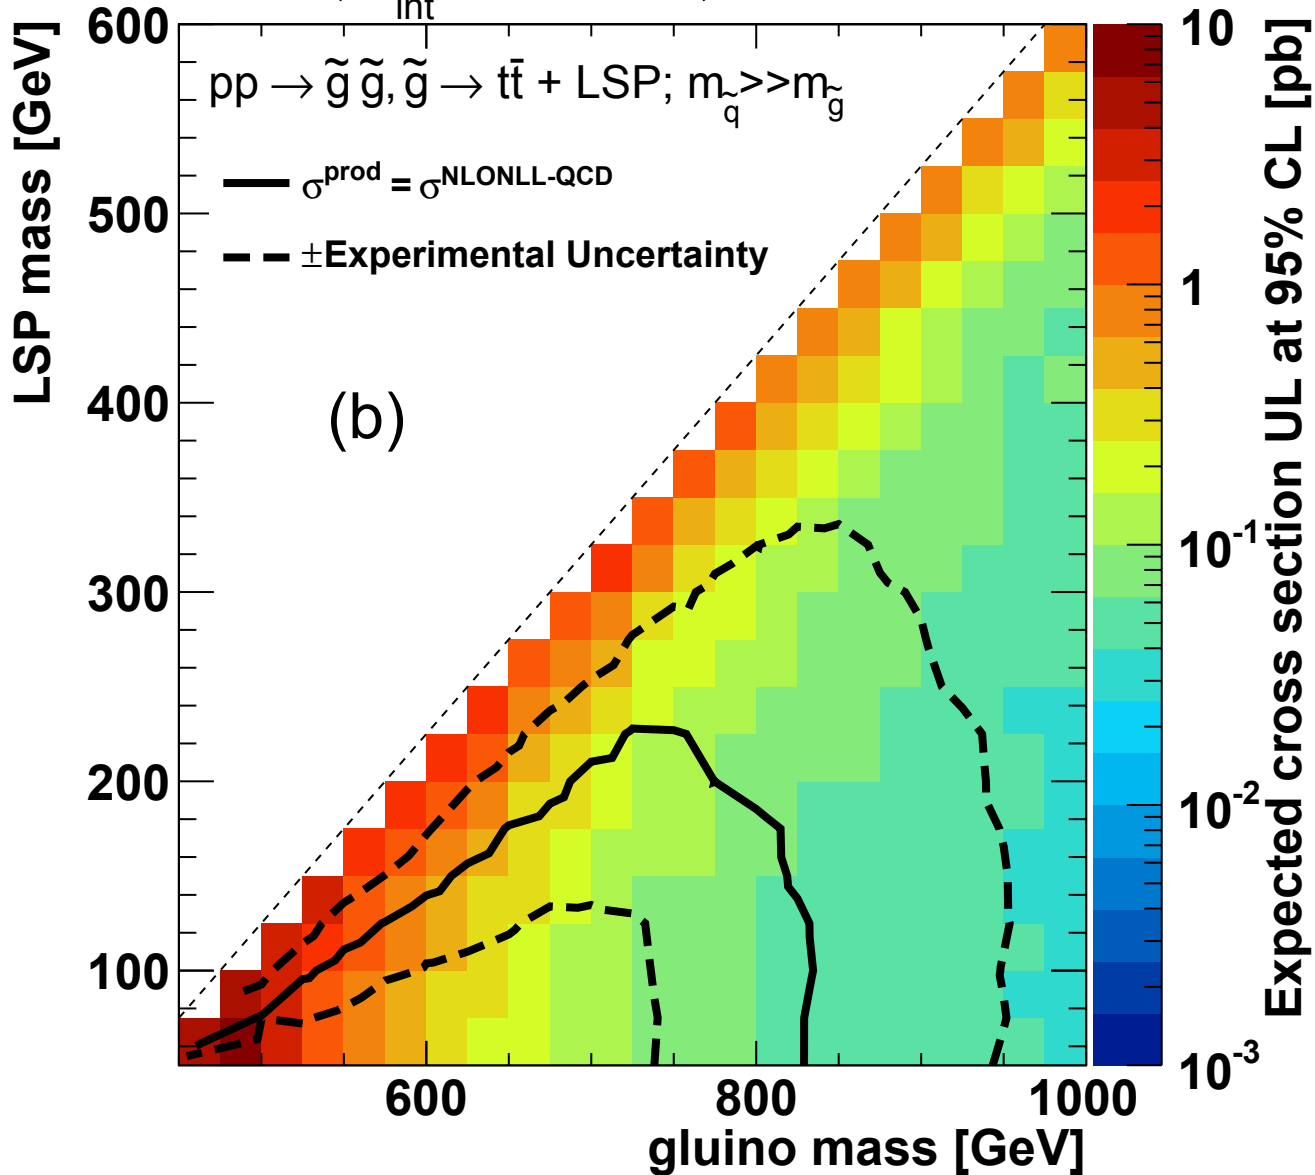 int
pp → g̃ g̃, g̃ → tt̄ + LSP; m_q̃>>m_g̃
σ^prod = σ^NLONLL-QCD
±Experimental Uncertainty
(b)
LSP mass [GeV]
600
500
400
300
200
100
600 800 1000
gluino mass [GeV]
10
1
10^-1
10^-2
10^-3
Expected cross section UL at 95% CL [pb]